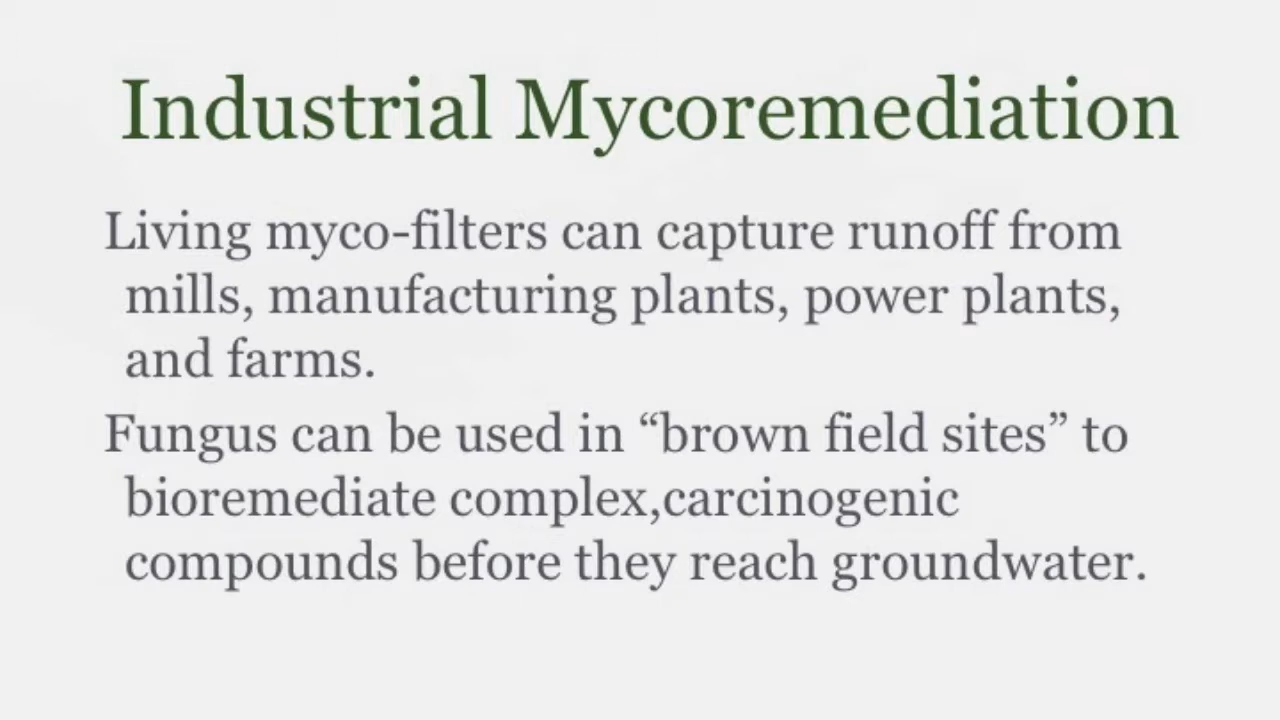 Industrial Mycoremediation
Living myco-filters can capture runoff from
mills, manufacturing plants, power plants,
and farms.
Fungus can be used in “brown field sites” to
bioremediate complex,carcinogenic
compounds before they reach groundwater.